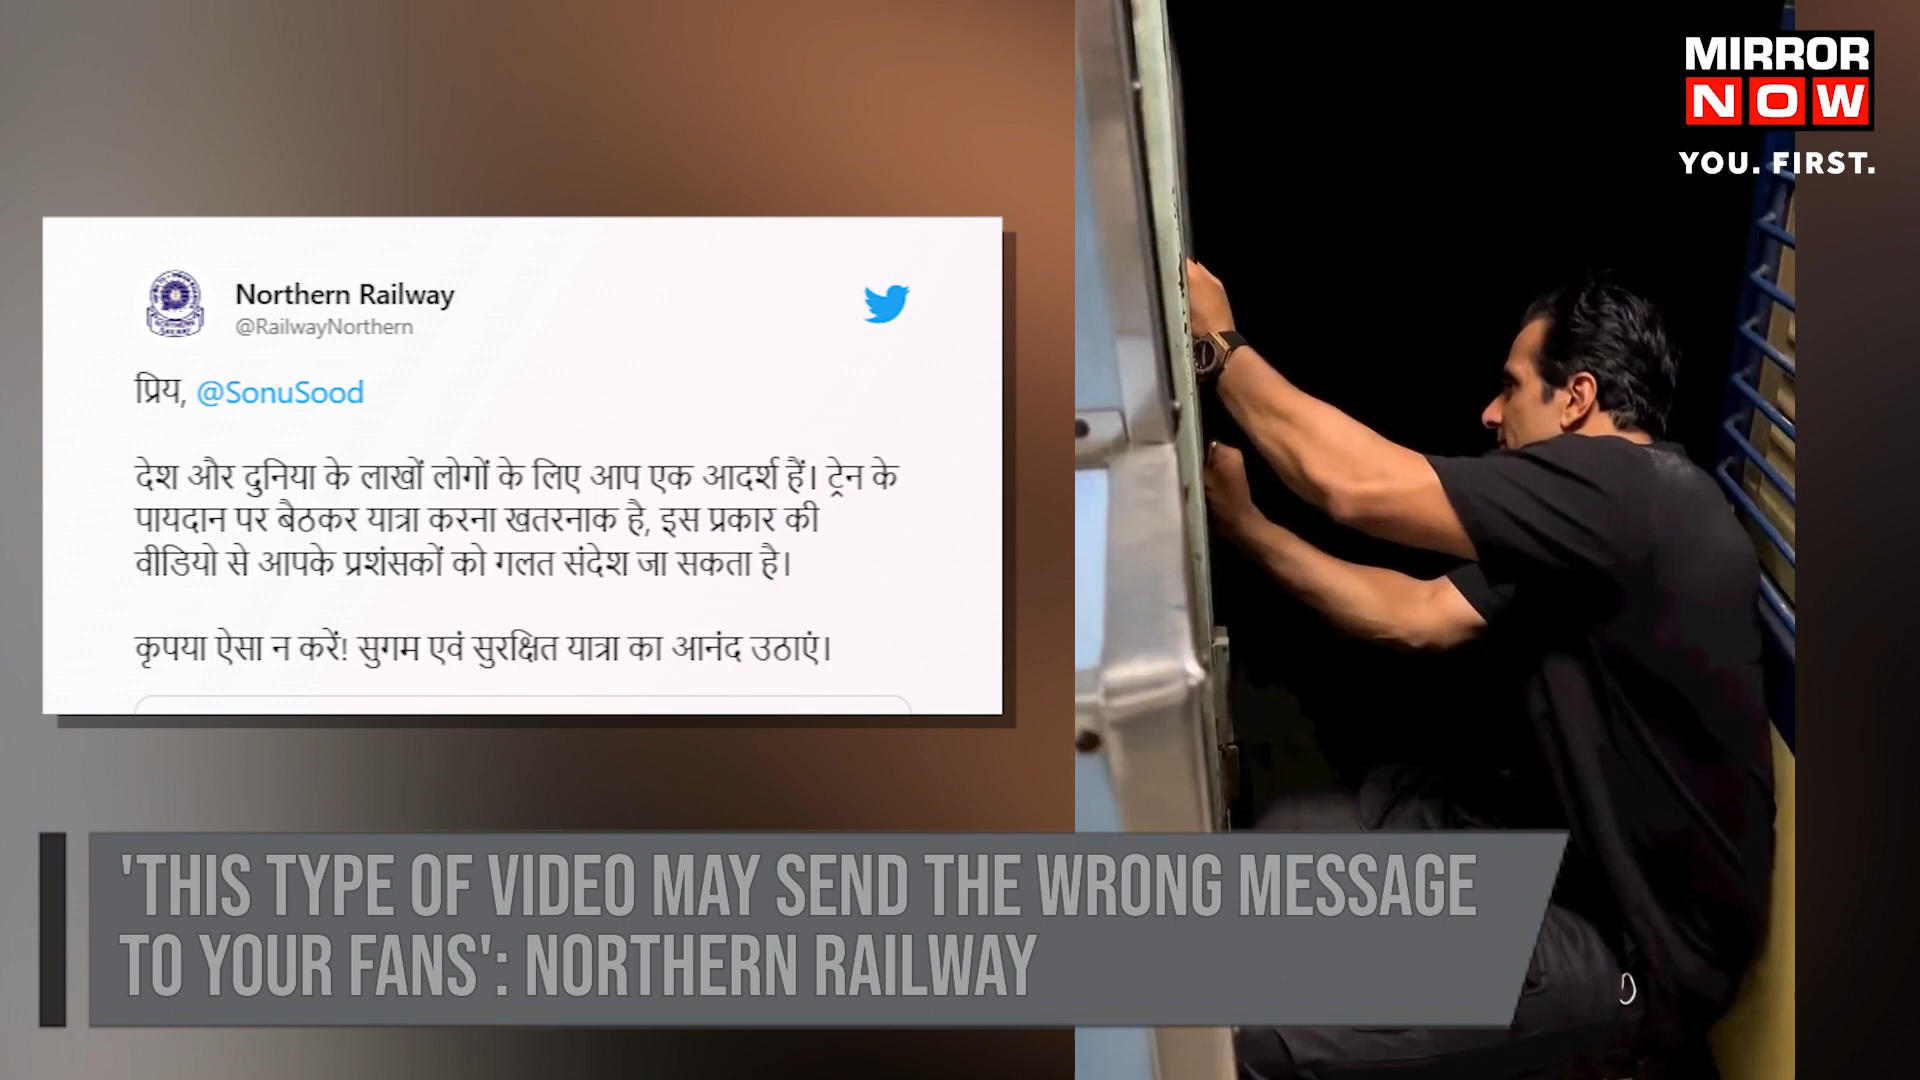 MIRROR
NOW
YOU. FIRST.
Northern Railway
@RailwayNorthern
प्रिय, @SonuSood
देश और दुनिया के लाखों लोगों के लिए आप एक आदर्श हैं। ट्रेन के
पायदान पर बैठकर यात्रा करना खतरनाक है, इस प्रकार की
वीडियो से आपके प्रशंसकों को गलत संदेश जा सकता है।
कृपया ऐसा न करें! सुगम एवं सुरक्षित यात्रा का आनंद उठाएं।
'THIS TYPE OF VIDEO MAY SEND THE WRONG MESSAGE
TO YOUR FANS': NORTHERN RAILWAY